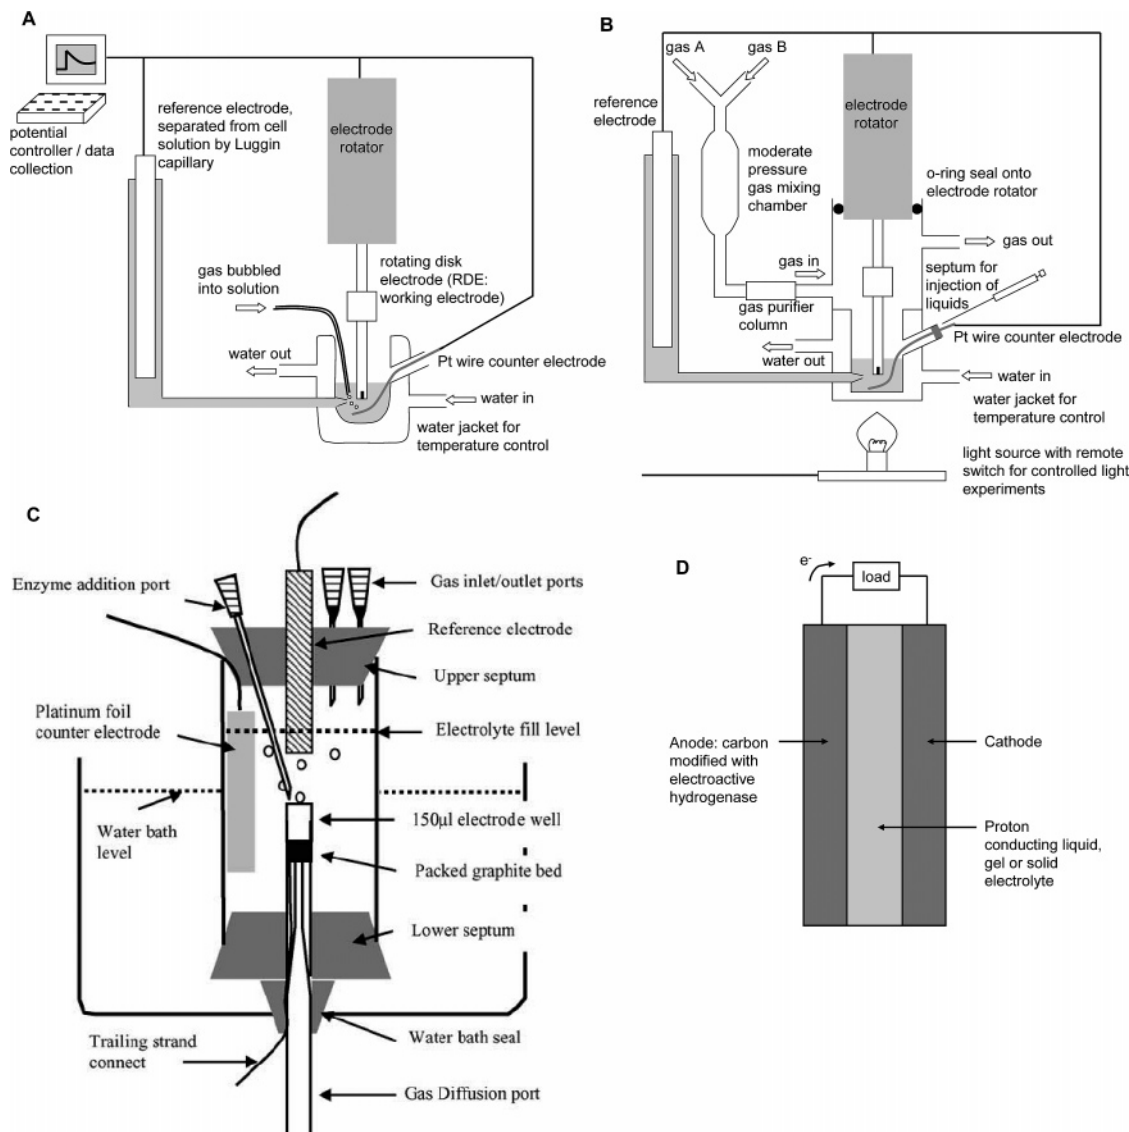 A
potential
controller / data
collection
reference electrode,
separated from cell
solution by Luggin
capillary
electrode
rotator
gas bubbled
into solution
rotating disk
electrode (RDE:
working electrode)
water out
Pt wire counter electrode
water in
water jacket for
temperature control
B
gas A
gas B
reference
electrode
electrode
rotator
moderate
pressure
gas mixing
chamber
o-ring seal onto
electrode rotator
gas in
gas out
septum for
injection of
liquids
gas purifier
column
Pt wire counter electrode
water out
water in
water jacket for
temperature control
light source with remote
switch for controlled light
experiments
C
Enzyme addition port
Gas inlet/outlet ports
Reference electrode
Upper septum
Platinum foil
counter electrode
Electrolyte fill level
Water bath
level
150μl electrode well
Packed graphite bed
Lower septum
Trailing strand
connect
Water bath seal
Gas Diffusion port
D
e-
load
Anode: carbon
modified with
electroactive
hydrogenase
Cathode
Proton
conducting liquid,
gel or solid
electrolyte